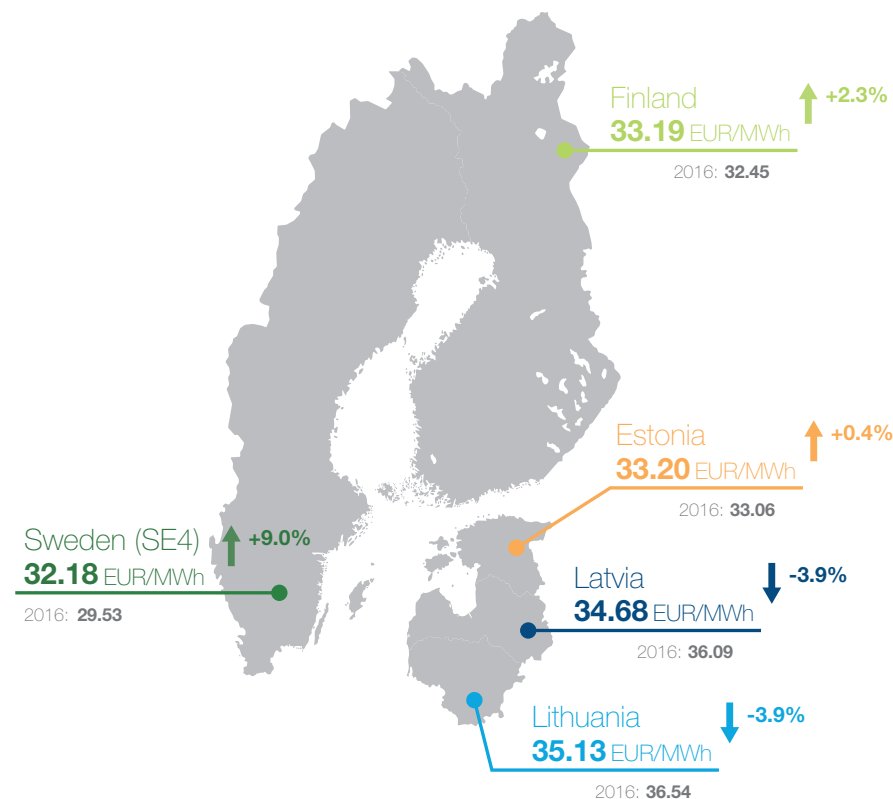 Finland
+2.3%
33.19 EUR/MWh
2016: 32.45
Estonia
+0.4%
33.20 EUR/MWh
2016: 33.06
Sweden (SE4)
+9.0%
32.18 EUR/MWh
2016: 29.53
Latvia
-3.9%
34.68 EUR/MWh
2016: 36.09
Lithuania
-3.9%
35.13 EUR/MWh
2016: 36.54